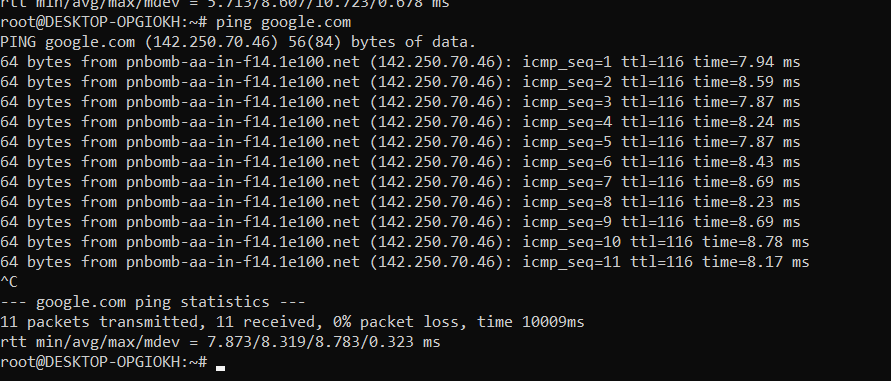 rtt min/avg/max/mdev = 5.713/8.607/10.723/0.678 ms
root@DESKTOP-OPGIOKH:~# ping google.com
PING google.com (142.250.70.46) 56(84) bytes of data.
64 bytes from pnbomb-aa-in-f14.1e100.net (142.250.70.46): icmp_seq=1 ttl=116 time=7.94 ms
64 bytes from pnbomb-aa-in-f14.1e100.net (142.250.70.46): icmp_seq=2 ttl=116 time=8.59 ms
64 bytes from pnbomb-aa-in-f14.1e100.net (142.250.70.46): icmp_seq=3 ttl=116 time=7.87 ms
64 bytes from pnbomb-aa-in-f14.1e100.net (142.250.70.46): icmp_seq=4 ttl=116 time=8.24 ms
64 bytes from pnbomb-aa-in-f14.1e100.net (142.250.70.46): icmp_seq=5 ttl=116 time=7.87 ms
64 bytes from pnbomb-aa-in-f14.1e100.net (142.250.70.46): icmp_seq=6 ttl=116 time=8.43 ms
64 bytes from pnbomb-aa-in-f14.1e100.net (142.250.70.46): icmp_seq=7 ttl=116 time=8.69 ms
64 bytes from pnbomb-aa-in-f14.1e100.net (142.250.70.46): icmp_seq=8 ttl=116 time=8.23 ms
64 bytes from pnbomb-aa-in-f14.1e100.net (142.250.70.46): icmp_seq=9 ttl=116 time=8.69 ms
64 bytes from pnbomb-aa-in-f14.1e100.net (142.250.70.46): icmp_seq=10 ttl=116 time=8.78 ms
64 bytes from pnbomb-aa-in-f14.1e100.net (142.250.70.46): icmp_seq=11 ttl=116 time=8.17 ms
^C
--- google.com ping statistics ---
11 packets transmitted, 11 received, 0% packet loss, time 10009ms
rtt min/avg/max/mdev = 7.873/8.319/8.783/0.323 ms
root@DESKTOP-OPGIOKH:~#